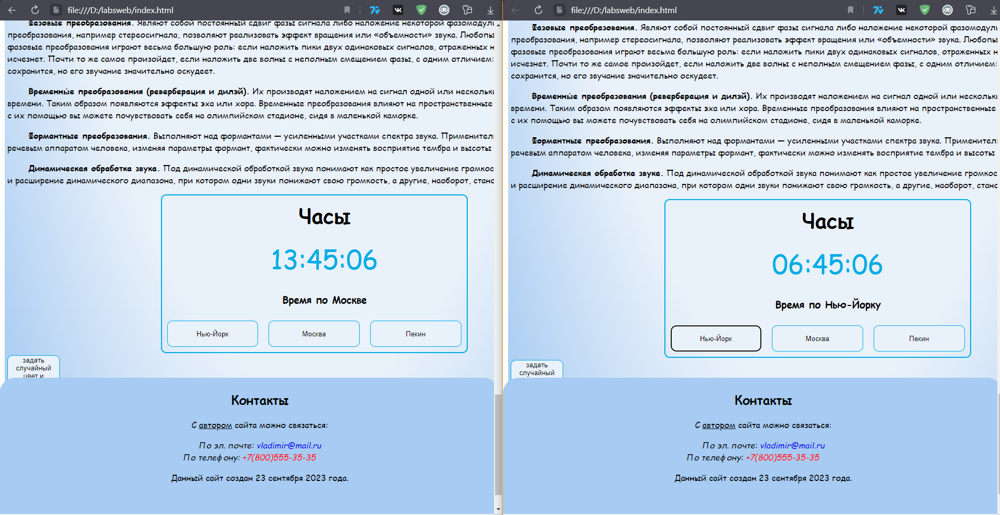 file:///D:/labsweb/index.html
Фазовые преобразования. Являют собой постоянный сдвиг фазы сигнала либо наложение некоторой
преобразования, например стереосигнала, позволяют реализовать эффект вращения или «объемности» звука.
фазовые преобразования играют весьма большую роль: если наложить пики двух одинаковых сигналов, отраженных
исчезнет. Почти то же самое произойдет, если наложить две волны с неполным смещением фазы, с одним отличием:
сохранится, но его звучание значительно оскудеет.
Временны́е преобразования (реверберация и дилэй). Их производят наложением на сигнал одной или
времени. Таким образом появляются эффекты эха или хора. Временные преобразования влияют на пространственные
с их помощью вы можете почувствовать себя на олимпийском стадионе, сидя в маленькой каморке.
Формантные преобразования. Выполняют над формантами — усиленными участками спектра звука.
речевым аппаратом человека, изменяя параметры формант, фактически можно изменять восприятие тембра и высоты
Динамическая обработка звука. Под динамической обработкой звука понимают как простое увеличение
и расширение динамического диапазона, при котором одни звуки понижают свою громкость, а другие, наоборот,
Часы
13:45:06
Время по Москве
Нью-Йорк Москва Пекин
задать
случайный
цвет и
Контакты
С автором сайта можно связаться:
По эл. почте: vladimir@mail.ru
По телефону: +7(800)555-35-35
Данный сайт создан 23 сентября 2023 года.
file:///D:/labsweb/index.html
Фазовые преобразования. Являют собой постоянный сдвиг фазы сигнала либо наложение некоторой
преобразования, например стереосигнала, позволяют реализовать эффект вращения или «объемности» звука.
фазовые преобразования играют весьма большую роль: если наложить пики двух одинаковых сигналов, отраженных
исчезнет. Почти то же самое произойдет, если наложить две волны с неполным смещением фазы, с одним отличием:
сохранится, но его звучание значительно оскудеет.
Временны́е преобразования (реверберация и дилэй). Их производят наложением на сигнал одной или
времени. Таким образом появляются эффекты эха или хора. Временные преобразования влияют на пространственные
с их помощью вы можете почувствовать себя на олимпийском стадионе, сидя в маленькой каморке.
Формантные преобразования. Выполняют над формантами — усиленными участками спектра звука.
речевым аппаратом человека, изменяя параметры формант, фактически можно изменять восприятие тембра и высоты
Динамическая обработка звука. Под динамической обработкой звука понимают как простое увеличение
и расширение динамического диапазона, при котором одни звуки понижают свою громкость, а другие, наоборот,
Часы
06:45:06
Время по Нью-Йорку
Нью-Йорк Москва Пекин
задать
случайный
Контакты
С автором сайта можно связаться:
По эл. почте: vladimir@mail.ru
По телефону: +7(800)555-35-35
Данный сайт создан 23 сентября 2023 года.